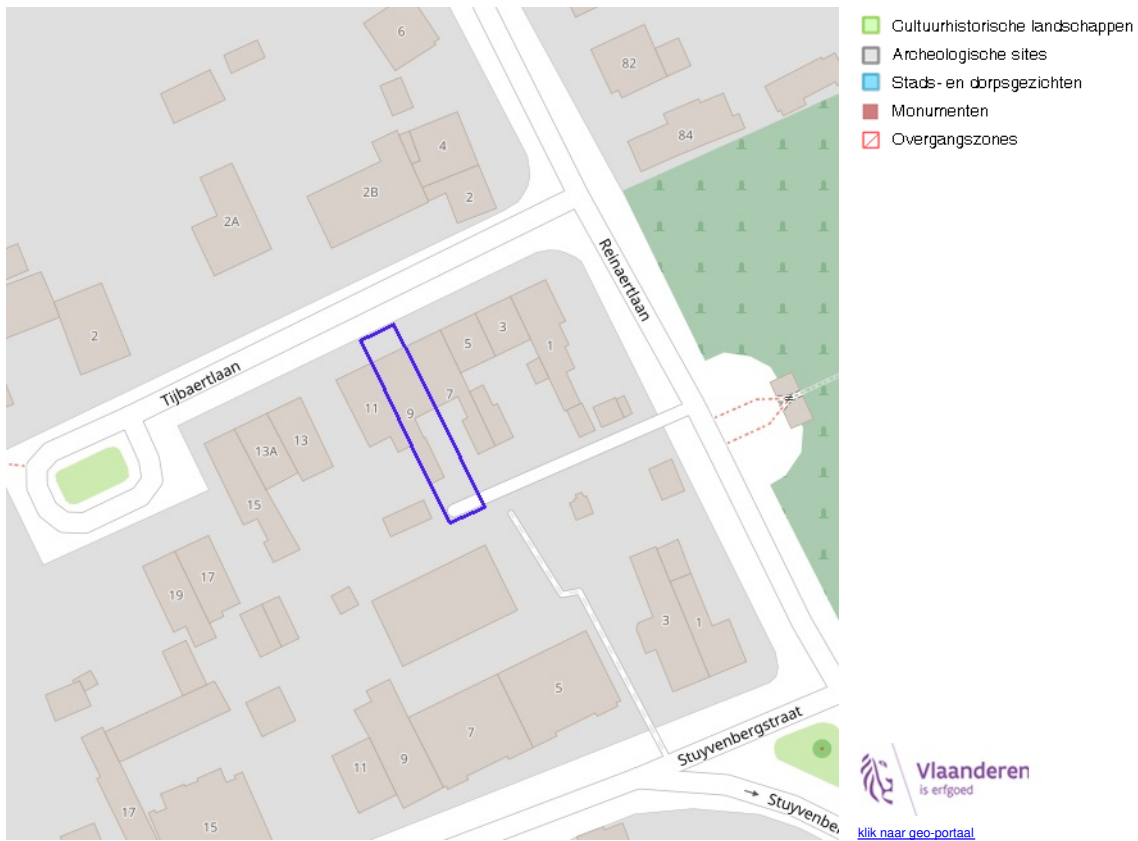 6
82
84
4
2B
2
2A
Reinaertlaan
2
3
5
1
Tijbaertlaan
7
11
9
13
13A
15
17
19
3
1
5
7
Stuyvenbergstraat
9
11
17
15
Stuyvenbe
Cultuurhistorische landschappen
Archeologische sites
Stads- en dorpsgezichten
Monumenten
Overgangszones
Vlaanderen
is erfgoed
klik naar geo-portaal